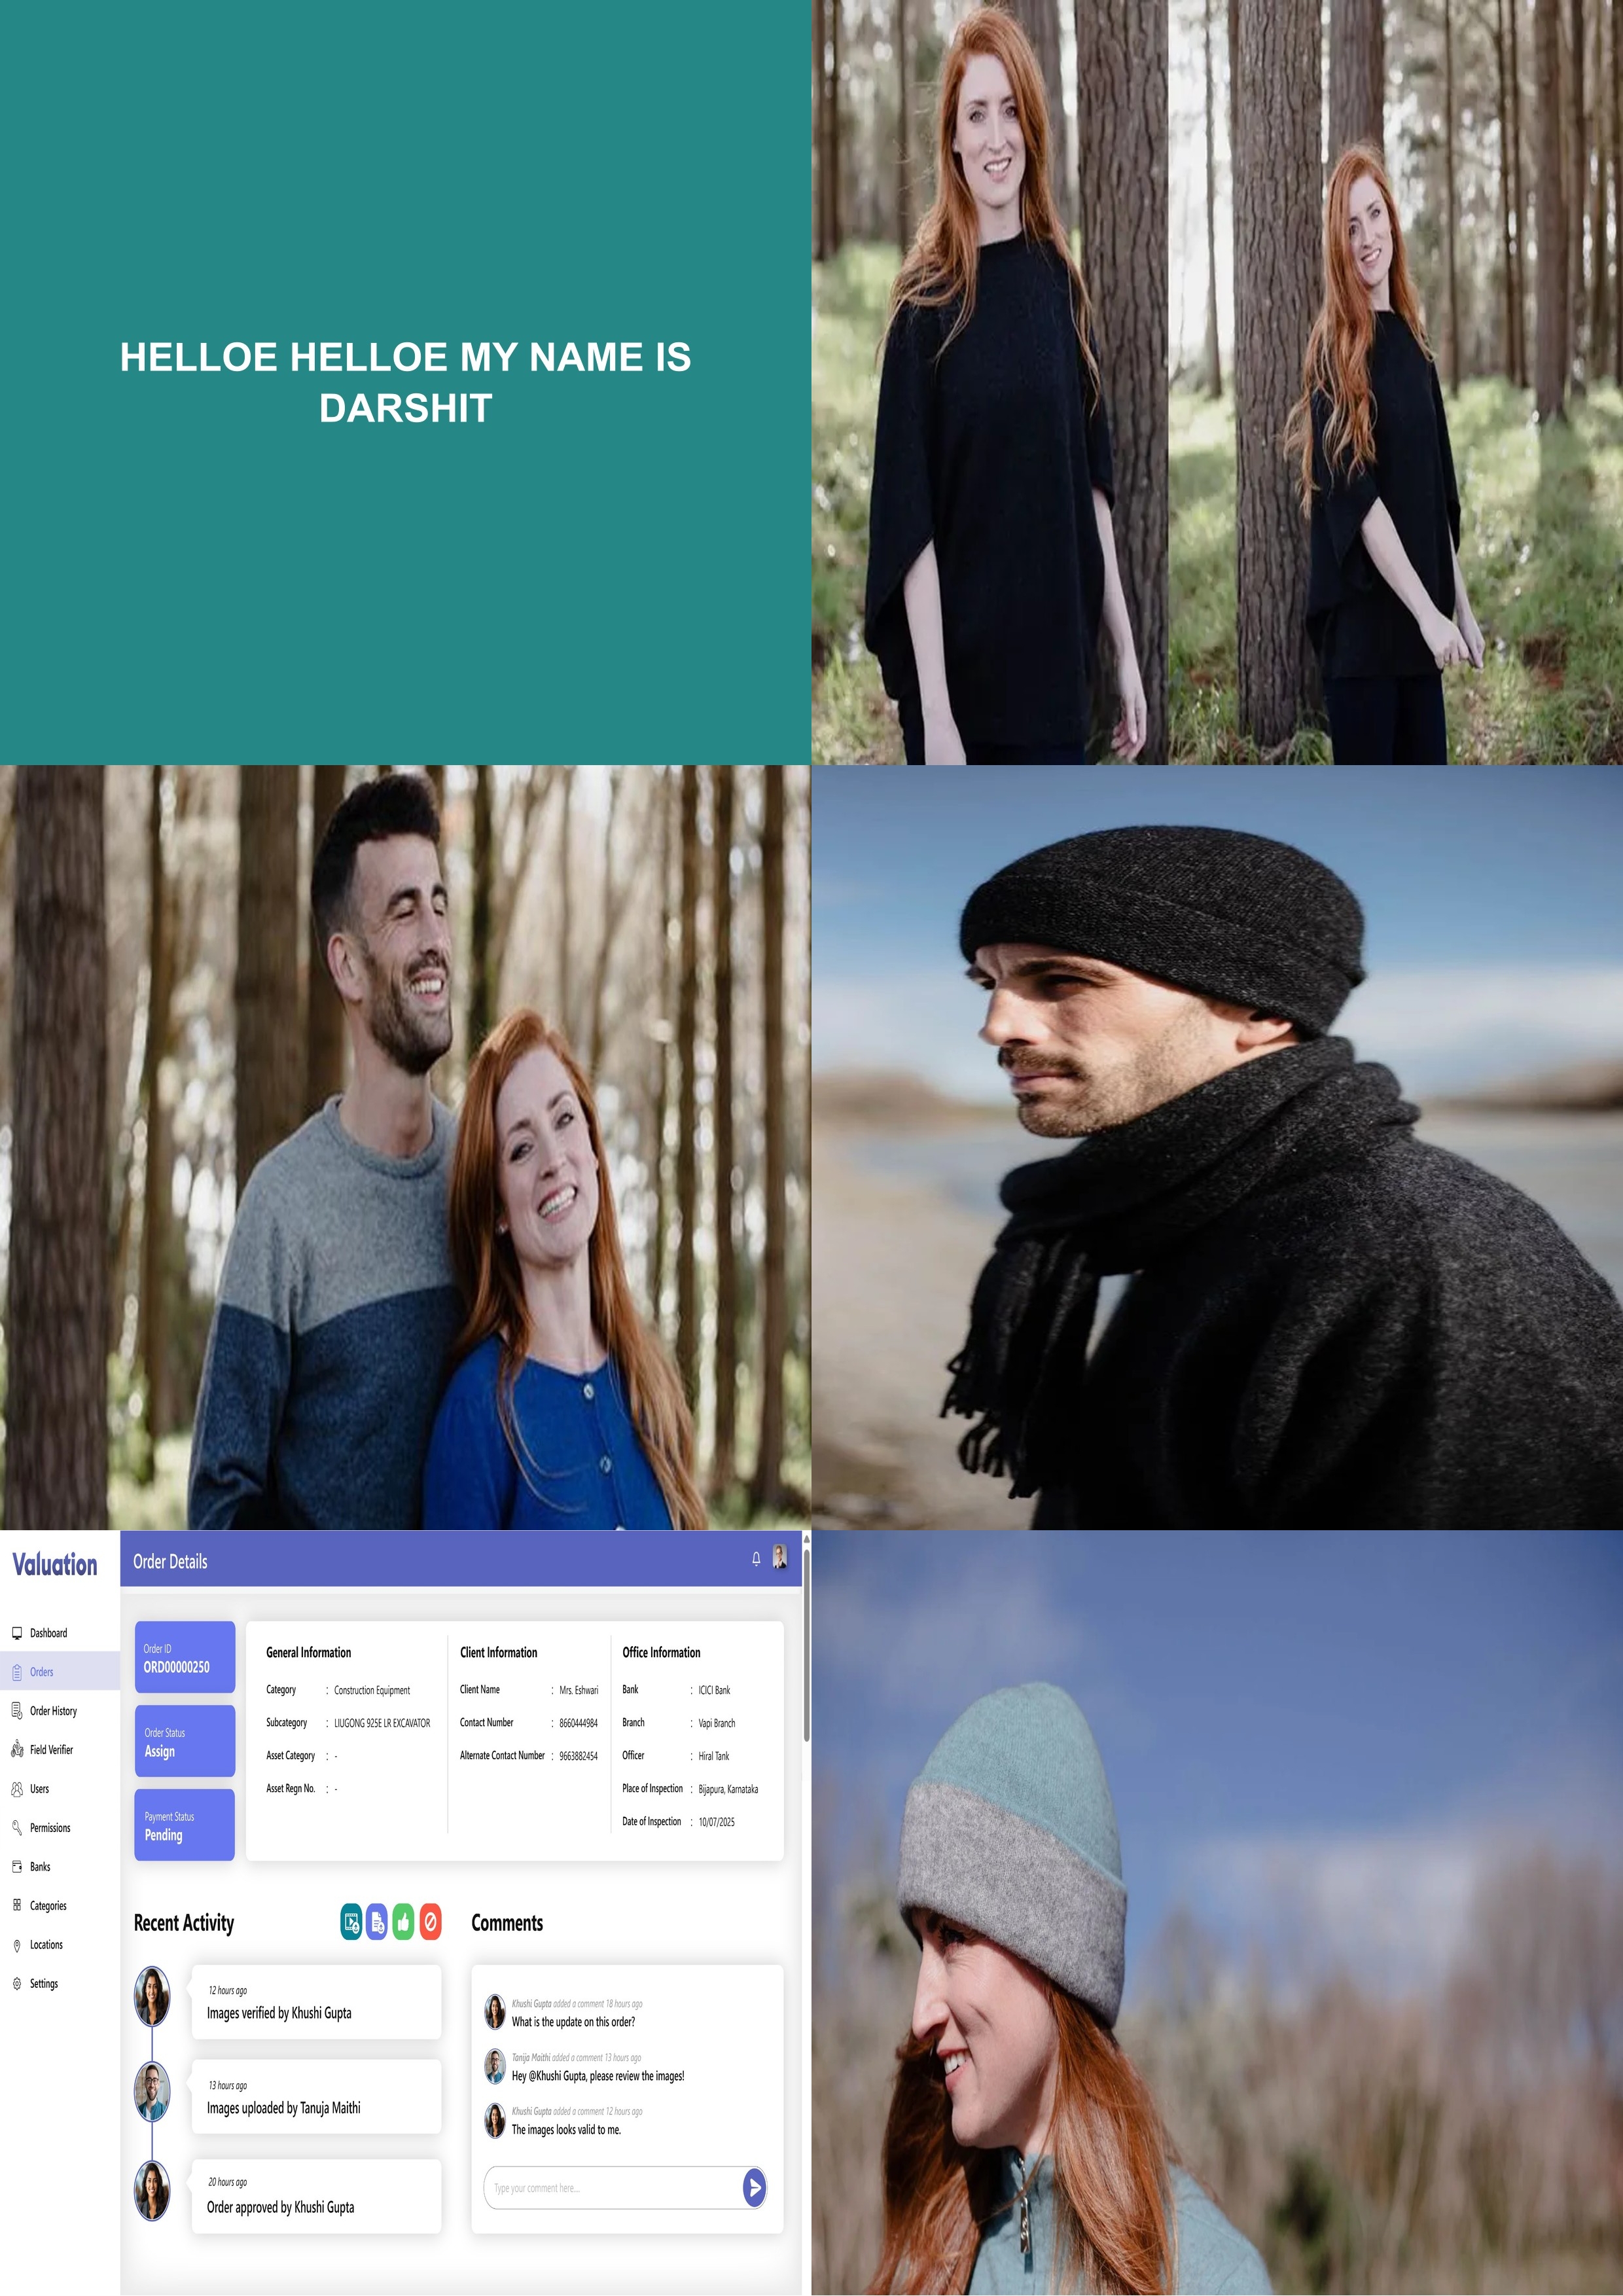 HELLOE HELLOE MY NAME IS
DARSHIT
Valuation
Dashboard
Orders
Order History
Field Verifier
Users
Permissions
Banks
Categories
Locations
Settings
Order Details
Order ID
ORD00000250
Order Status
Assign
Payment Status
Pending
General Information
Category : Construction Equipment
Subcategory : LIUGONG 925E LR EXCAVATOR
Asset Category : -
Asset Regn No. : -
Client Information
Client Name : Mrs. Eshwari
Contact Number : 8660444984
Alternate Contact Number : 9663882454
Office Information
Bank : ICICI Bank
Branch : Vapi Branch
Officer : Hiral Tank
Place of Inspection : Bijapura, Karnataka
Date of Inspection : 10/07/2025
Recent Activity
12 hours ago
Images verified by Khushi Gupta
13 hours ago
Images uploaded by Tanuja Maithi
20 hours ago
Order approved by Khushi Gupta
Comments
Khushi Gupta added a comment 18 hours ago
What is the update on this order?
Tanija Maithi added a comment 13 hours ago
Hey @Khushi Gupta, please review the images!
Khushi Gupta added a comment 12 hours ago
The images looks valid to me.
Type your comment here...